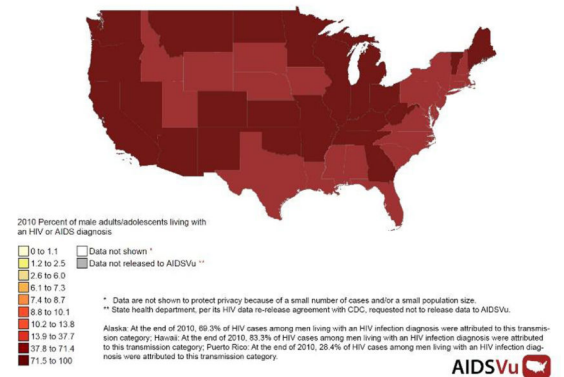 2010 Percent of male adults/adolescents living with
an HIV or AIDS diagnosis
0 to 1.1
Data not shown *
1.2 to 2.5
Data not released to AIDSVu **
2.6 to 6.0
6.1 to 7.3
7.4 to 8.7
8.8 to 10.1
10.2 to 13.8
13.9 to 37.7
37.8 to 71.4
71.5 to 100
* Data are not shown to protect privacy because of a small number of cases and/or a small population size.
** State health department, per its HIV data re-release agreement with CDC, requested not to release data to AIDSVu.
Alaska: At the end of 2010, 69.3% of HIV cases among men living with an HIV infection diagnosis were attributed to this transmis-
sion category; Hawaii: At the end of 2010, 83.3% of HIV cases among men living with an HIV infection diagnosis were attributed
to this transmission category; Puerto Rico: At the end of 2010, 28.4% of HIV cases among men living with an HIV infection diag-
nosis were attributed to this transmission category.
AIDSVu